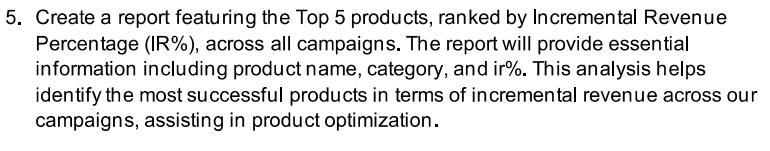 5. Create a report featuring the Top 5 products, ranked by Incremental Revenue
Percentage (IR%), across all campaigns. The report will provide essential
information including product name, category, and ir%. This analysis helps
identify the most successful products in terms of incremental revenue across our
campaigns, assisting in product optimization.